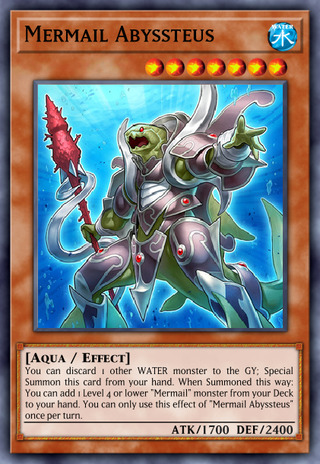 Mermail Abyssteus
WATER
水
[Aqua / Effect]
You can discard 1 other WATER monster to the GY; Special
Summon this card from your hand. When Summoned this way:
You can add 1 Level 4 or lower "Mermail" monster from your Deck
to your hand. You can only use this effect of "Mermail Abyssteus"
once per turn.
ATK/1700 DEF/2400